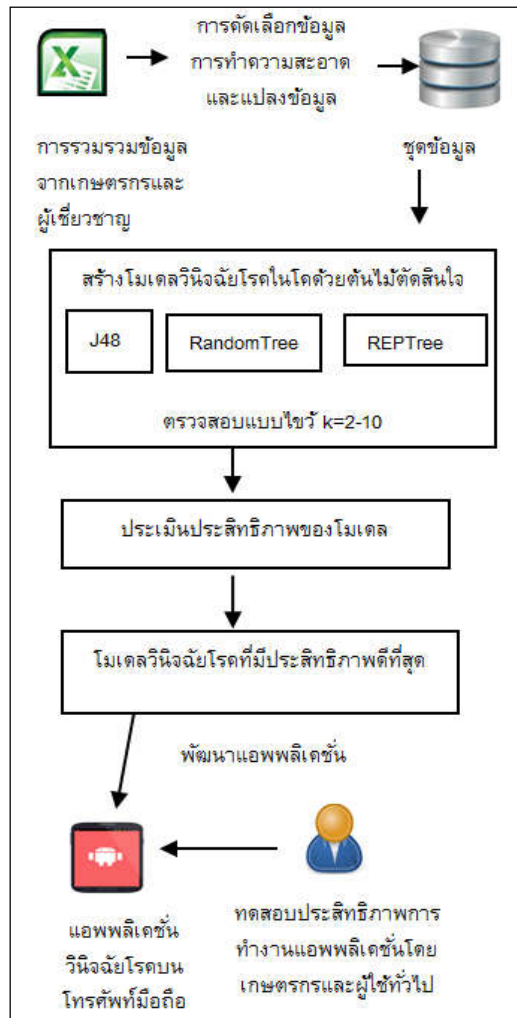 การคัดเลือกข้อมูล
การทำความสะอาด
และแปลงข้อมูล
การรวมรวมข้อมูล
จากเกษตรกรและ
ผู้เชี่ยวชาญ
ชุดข้อมูล
สร้างโมเดลวินิจฉัยโรคในโคด้วยต้นไม้ตัดสินใจ
J48
RandomTree
REPTree
ตรวจสอบแบบไขว้ k=2-10
ประเมินประสิทธิภาพของโมเดล
โมเดลวินิจฉัยโรคที่มีประสิทธิภาพดีที่สุด
พัฒนาแอพพลิเคชั่น
แอพพลิเคชั่น
วินิจฉัยโรคบน
โทรศัพท์มือถือ
ทดสอบประสิทธิภาพการ
ทำงานแอพพลิเคชั่นโดย
เกษตรกรและผู้ใช้ทั่วไป